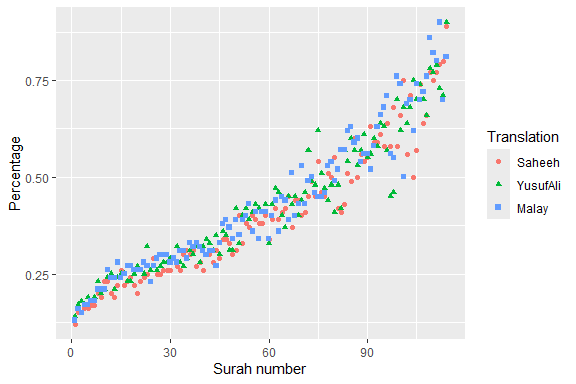 0.75
0.50
0.25
Percentage
0
30
60
90
Surah number
Translation
Saheeh
YusufAli
Malay